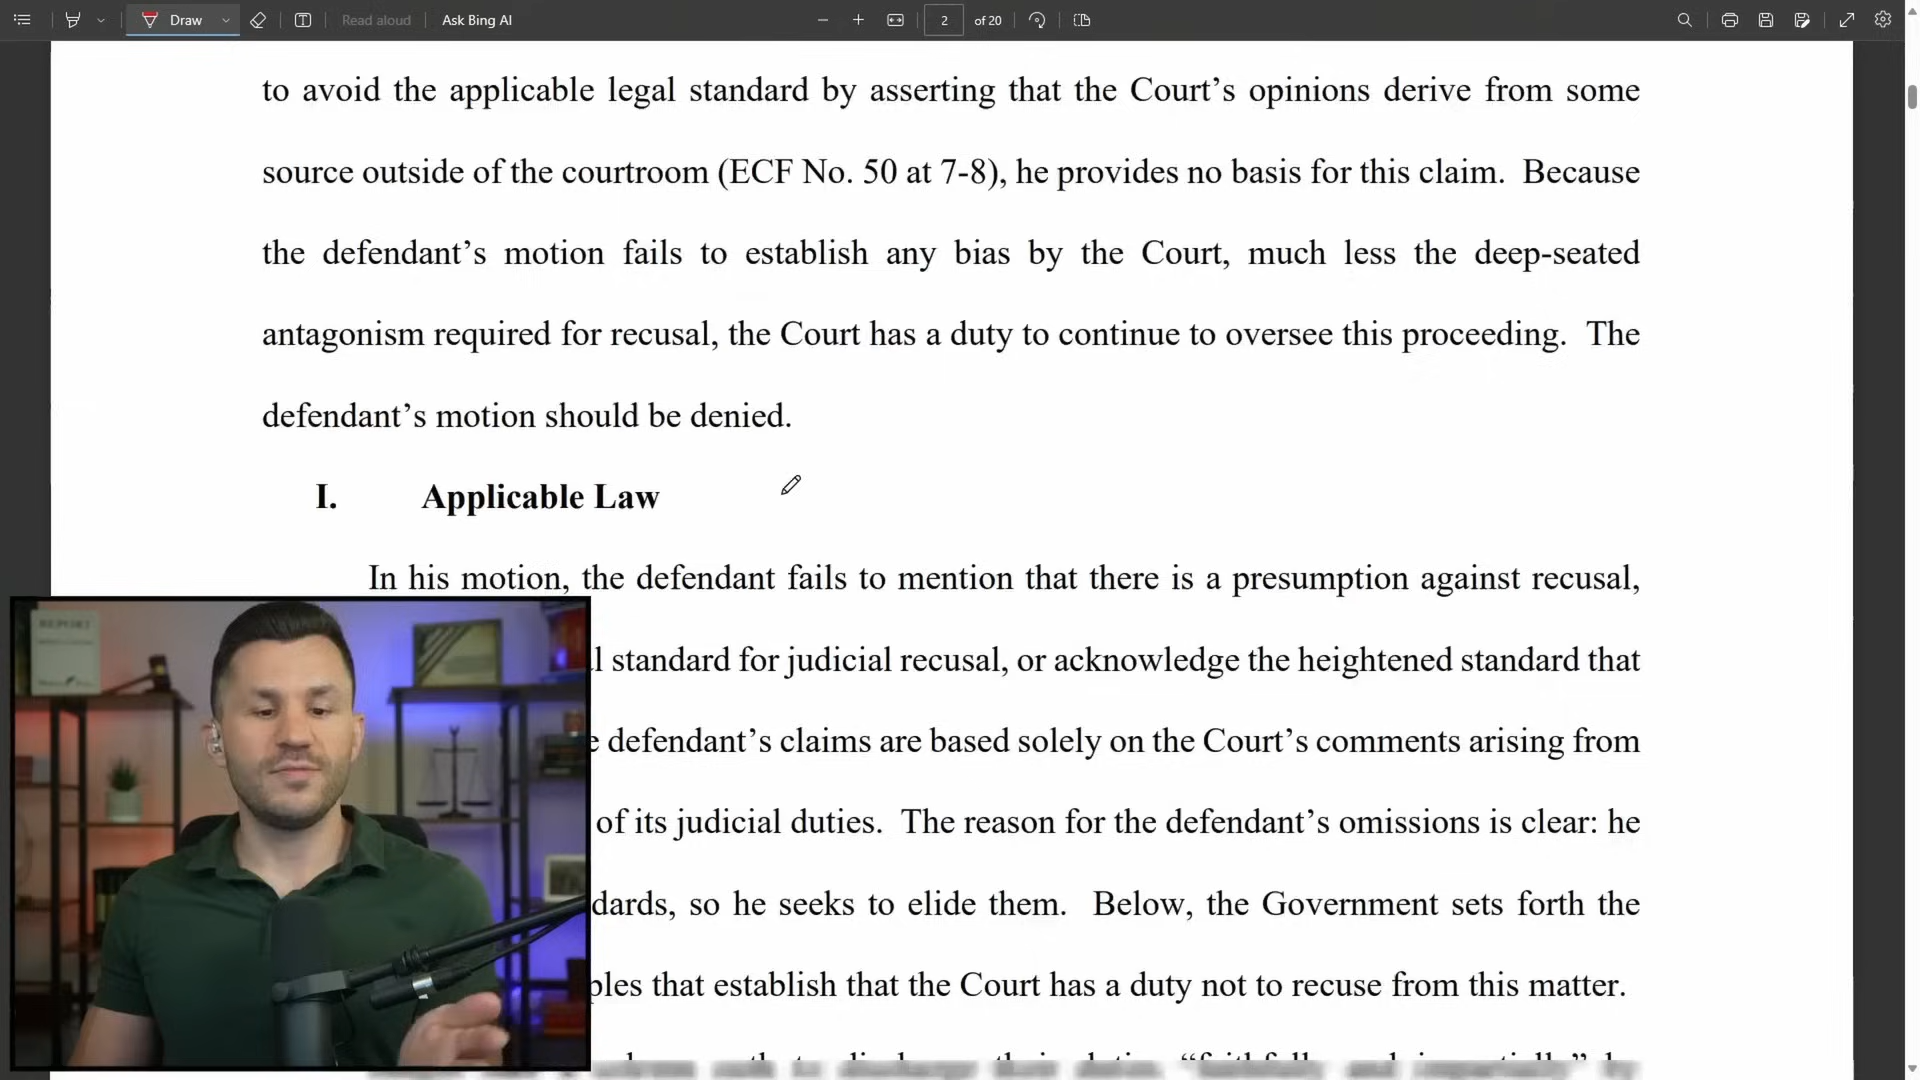 Draw
Read aloud
Ask Bing AI
2 of 20
to avoid the applicable legal standard by asserting that the Court’s opinions derive from some
source outside of the courtroom (ECF No. 50 at 7-8), he provides no basis for this claim. Because
the defendant’s motion fails to establish any bias by the Court, much less the deep-seated
antagonism required for recusal, the Court has a duty to continue to oversee this proceeding. The
defendant’s motion should be denied.
I. Applicable Law
In his motion, the defendant fails to mention that there is a presumption against recusal,
standard for judicial recusal, or acknowledge the heightened standard that
defendant’s claims are based solely on the Court’s comments arising from
of its judicial duties. The reason for the defendant’s omissions is clear: he
dards, so he seeks to elide them. Below, the Government sets forth the
ples that establish that the Court has a duty not to recuse from this matter.
“faithfully and impartially” by
REPORT